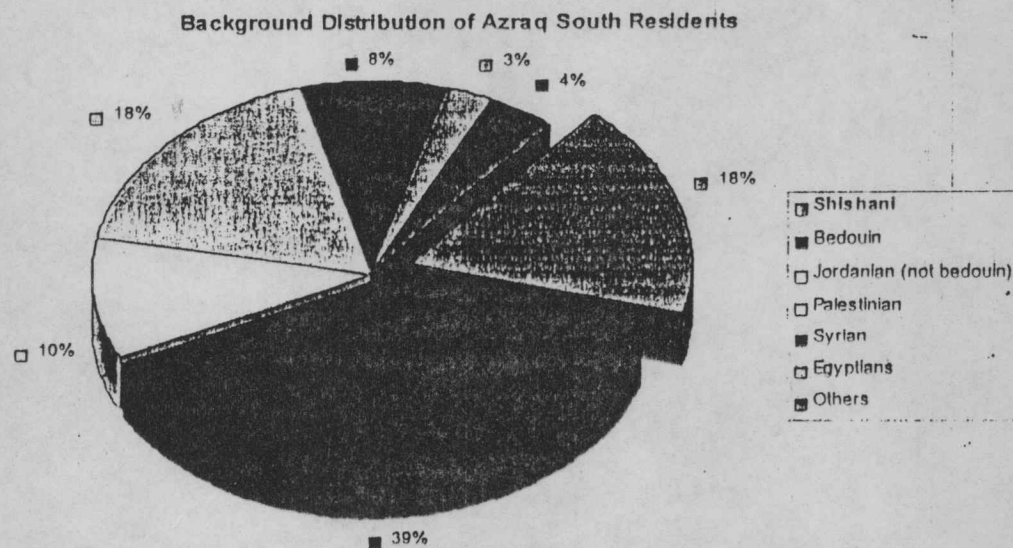 Background Distribution of Azraq South Residents
8%
3%
4%
18%
18%
10%
39%
Shishani
Bedouin
Jordanian (not bedouin)
Palestinian
Syrian
Egyptians
Others